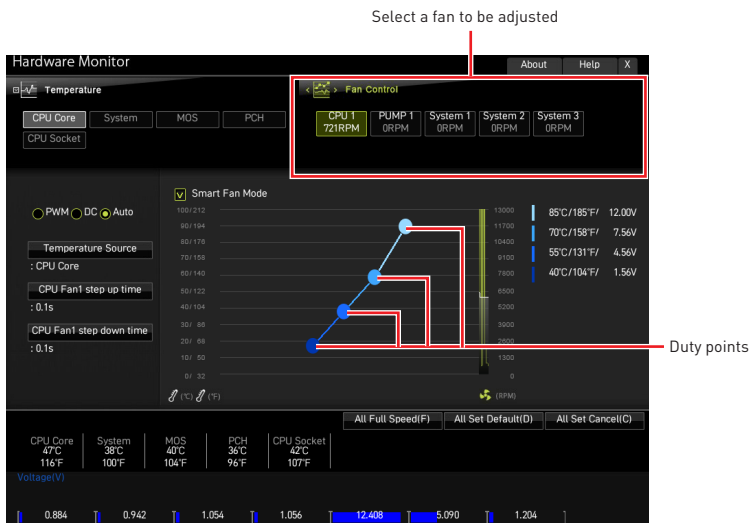 Select a fan to be adjusted
Hardware Monitor
About Help X
Temperature
Fan Control
CPU Core System MOS PCH
CPU Socket
CPU 1 PUMP 1 System 1 System 2 System 3
721RPM 0RPM 0RPM 0RPM 0RPM
Smart Fan Mode
PWM DC Auto
Temperature Source
: CPU Core
CPU Fan1 step up time
: 0.1s
CPU Fan1 step down time
: 0.1s
100/212 13000
90/194 11700
80/176 10400
70/158 9100
60/140 7800
50/122 6500
40/104 5200
30/ 86 3900
20/ 68 2600
10/ 50 1300
0/ 32 0
(°C) (°F) (RPM)
85°C/185°F/ 12.00V
70°C/158°F/ 7.56V
55°C/131°F/ 4.56V
40°C/104°F/ 1.56V
Duty points
All Full Speed(F) All Set Default(D) All Set Cancel(C)
CPU Core System MOS PCH CPU Socket
47°C 38°C 40°C 36°C 42°C
116°F 100°F 104°F 96°F 107°F
Voltage(V)
0.884 0.942 1.054 1.056 12.408 5.090 1.204